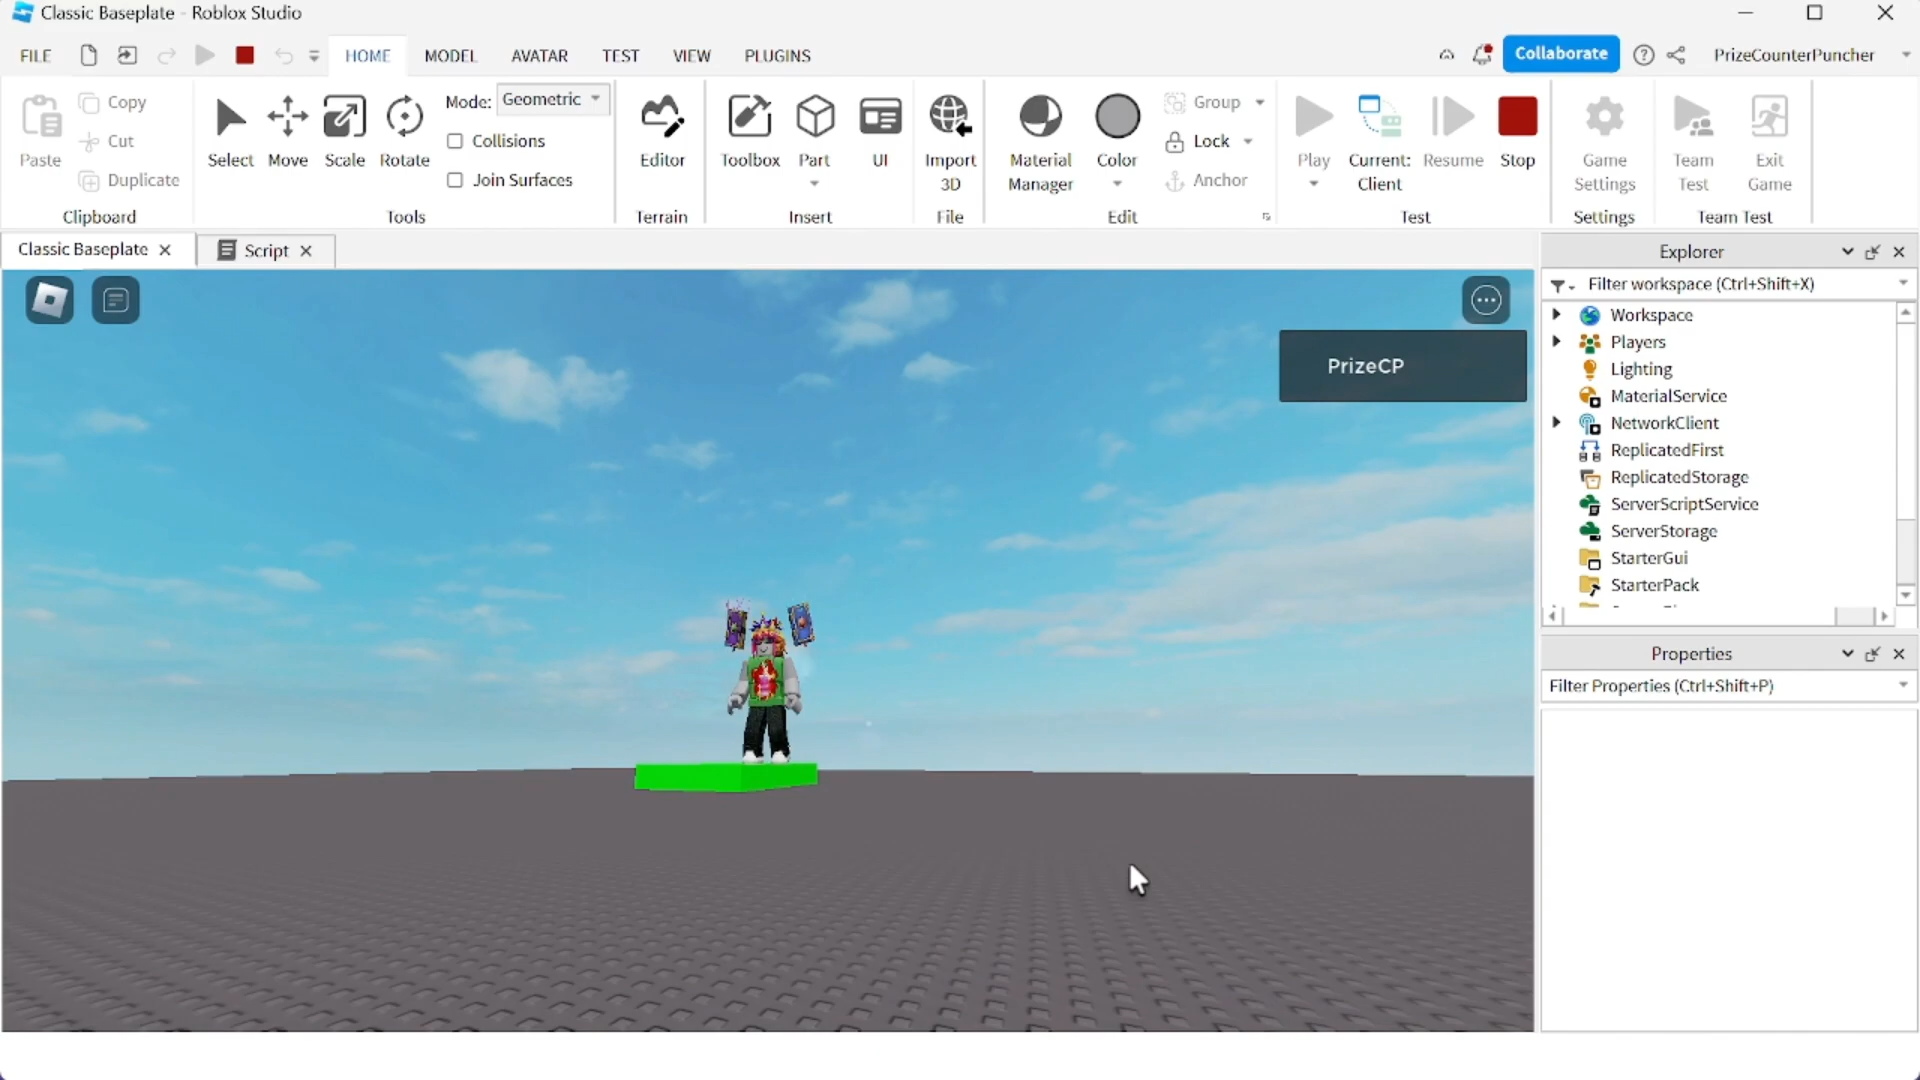 Classic Baseplate - Roblox Studio
FILE HOME MODEL AVATAR TEST VIEW PLUGINS Collaborate PrizeCounterPuncher
Paste Copy Cut Duplicate
Clipboard
Select Move Scale Rotate Mode: Geometric
Collisions
Join Surfaces
Tools
Editor
Terrain
Toolbox Part UI
Insert
Import 3D
File
Material Manager Color Group Lock Anchor
Edit
Play Current: Client Resume Stop
Test
Game Settings
Settings
Team Test Exit Game
Team Test
Classic Baseplate Script
PrizeCP
Explorer
Filter workspace (Ctrl+Shift+X)
Workspace
Players
Lighting
MaterialService
NetworkClient
ReplicatedFirst
ReplicatedStorage
ServerScriptService
ServerStorage
StarterGui
StarterPack
Properties
Filter Properties (Ctrl+Shift+P)